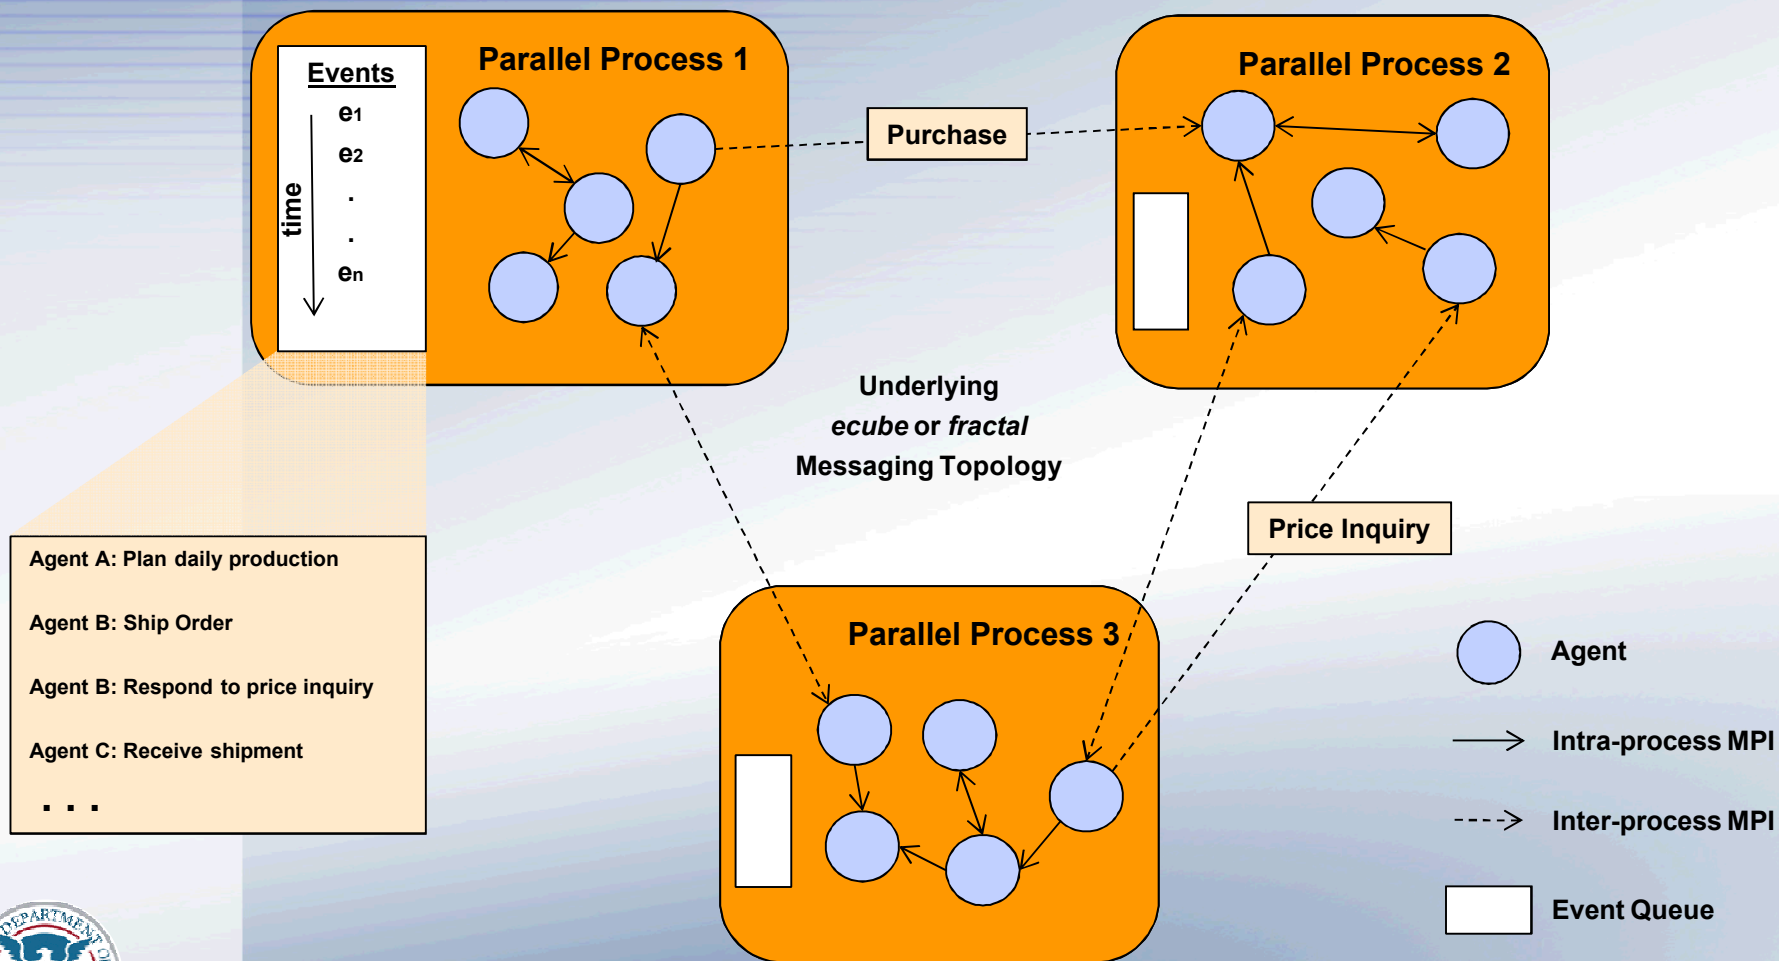 Parallel Process 1
Events
e1
e2
.
.
en
time
Purchase
Parallel Process 2
Underlying
ecube or fractal
Messaging Topology
Price Inquiry
Agent A: Plan daily production
Agent B: Ship Order
Agent B: Respond to price inquiry
Agent C: Receive shipment
. . .
Parallel Process 3
Agent
Intra-process MPI
Inter-process MPI
Event Queue
DEPARTMENT OF